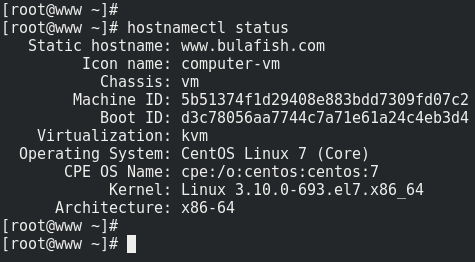 [root@www ~]#
[root@www ~]# hostnamectl status
   Static hostname: www.bulafish.com
         Icon name: computer-vm
           Chassis: vm
        Machine ID: 5b51374f1d29408e883bdd7309fd07c2
           Boot ID: d3c78056aa7744c7a71e61a24c4eb3d4
    Virtualization: kvm
  Operating System: CentOS Linux 7 (Core)
       CPE OS Name: cpe:/o:centos:centos:7
            Kernel: Linux 3.10.0-693.el7.x86_64
      Architecture: x86-64
[root@www ~]#
[root@www ~]#